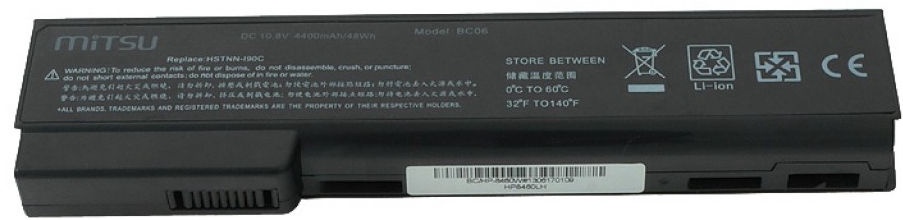 MiTSU
DC 10.8V 4400mAh/48Wh
Model: BC06
Replace:HSTNN-I90C
WARNING: To reduce the risk of fire or burns, do not disassemble, crush, or puncture;
do not short external contacts; do not dispose of in fire or water.
+ALL BRANDS, TRADEMARKS AND REGISTERED TRADEMARKS ARE THE PROPERTY OF THEIR RESPECTIVE HOLDERS.
STORE BETWEEN
储藏温度范围
0°C TO 60°C
32°F TO140°F
Li-ion
CE
HP8460LH